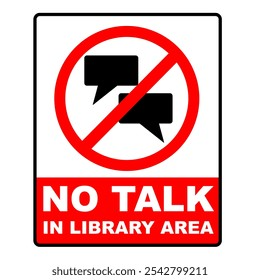 NO TALK
IN LIBRARY AREA
shutterstock.com · 2542799211